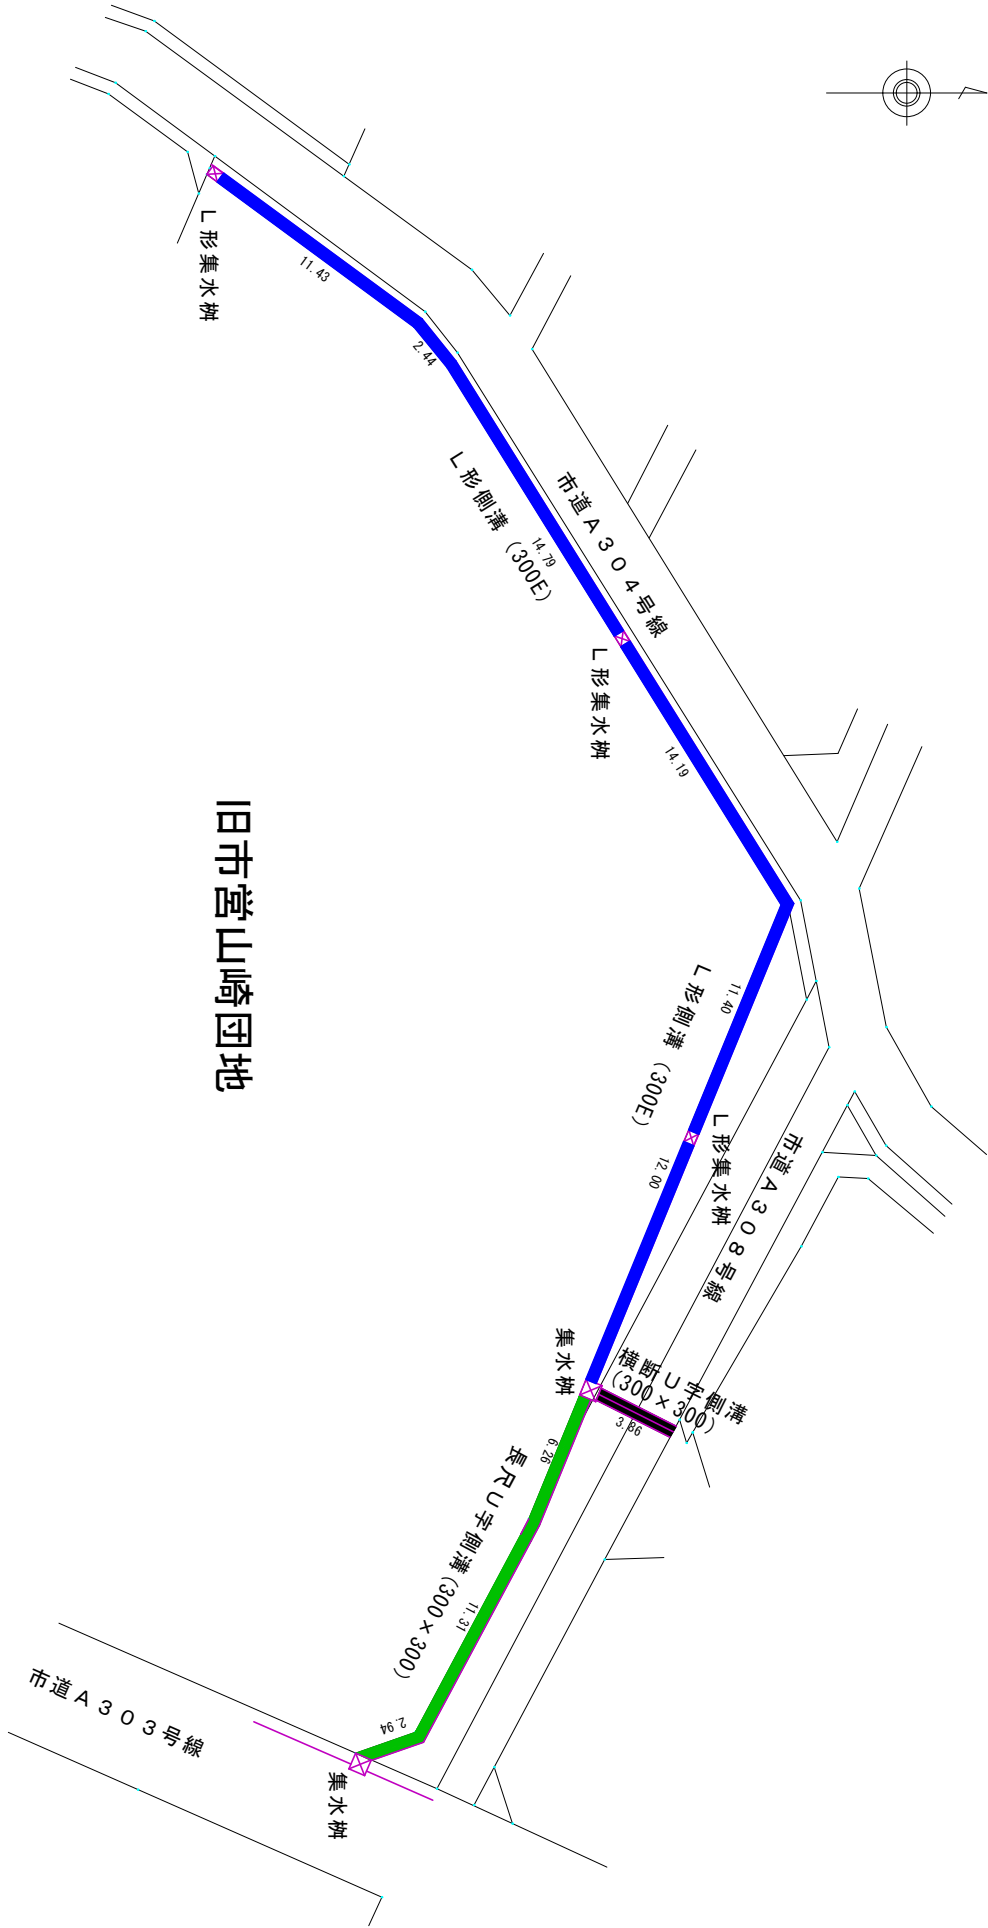 L形集水桝
11.43
2.44
L形側溝(300E)
14.79
市道A304号線
L形集水桝
14.19
旧市営山崎団地
11.40
L形側溝(300E)
L形集水桝
12.00
市道A308号線
集水桝
横断U字側溝
(300×300)
3.86
6.26
長尺U字側溝(300×300)
11.31
2.94
市道A303号線
集水桝